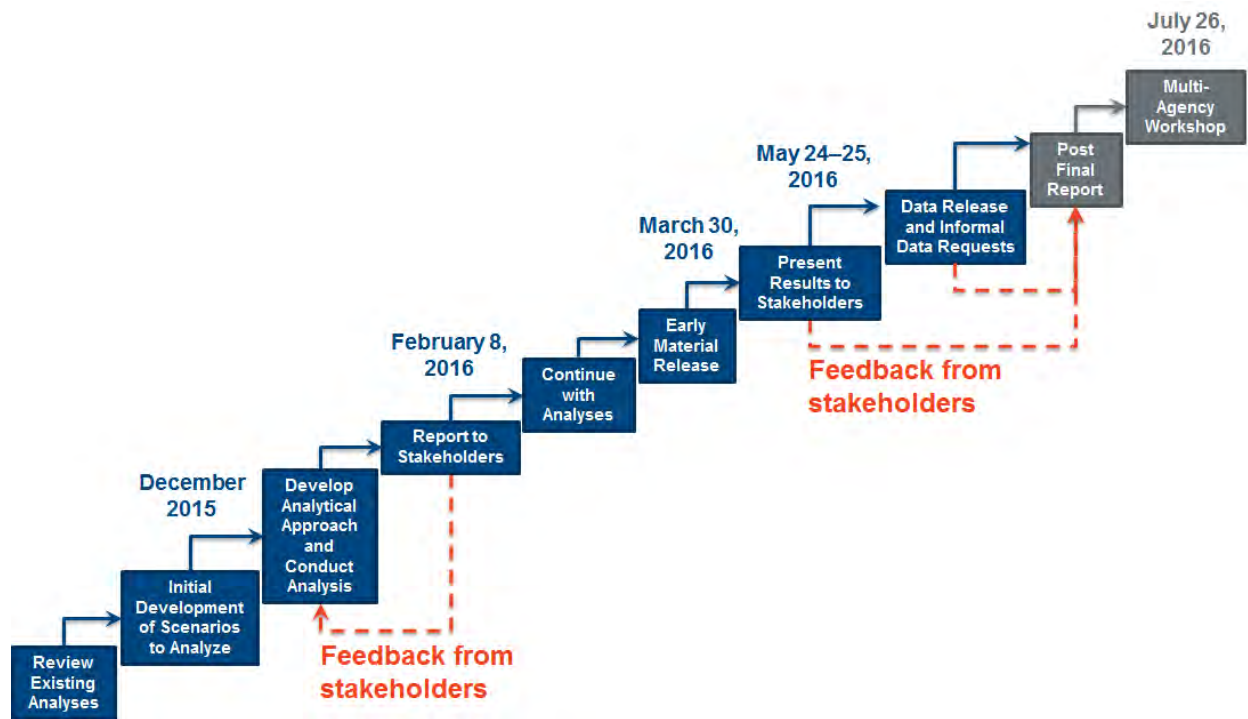 July 26,
2016
Multi-
Agency
Workshop
Post
Final
Report
May 24–25,
2016
Data Release
and Informal
Data Requests
March 30,
2016
Present
Results to
Stakeholders
Early
Material
Release
Feedback from
stakeholders
February 8,
2016
Continue
with
Analyses
Report to
Stakeholders
December
2015
Develop
Analytical
Approach
and
Conduct
Analysis
Initial
Development
of Scenarios
to Analyze
Feedback from
stakeholders
Review
Existing
Analyses